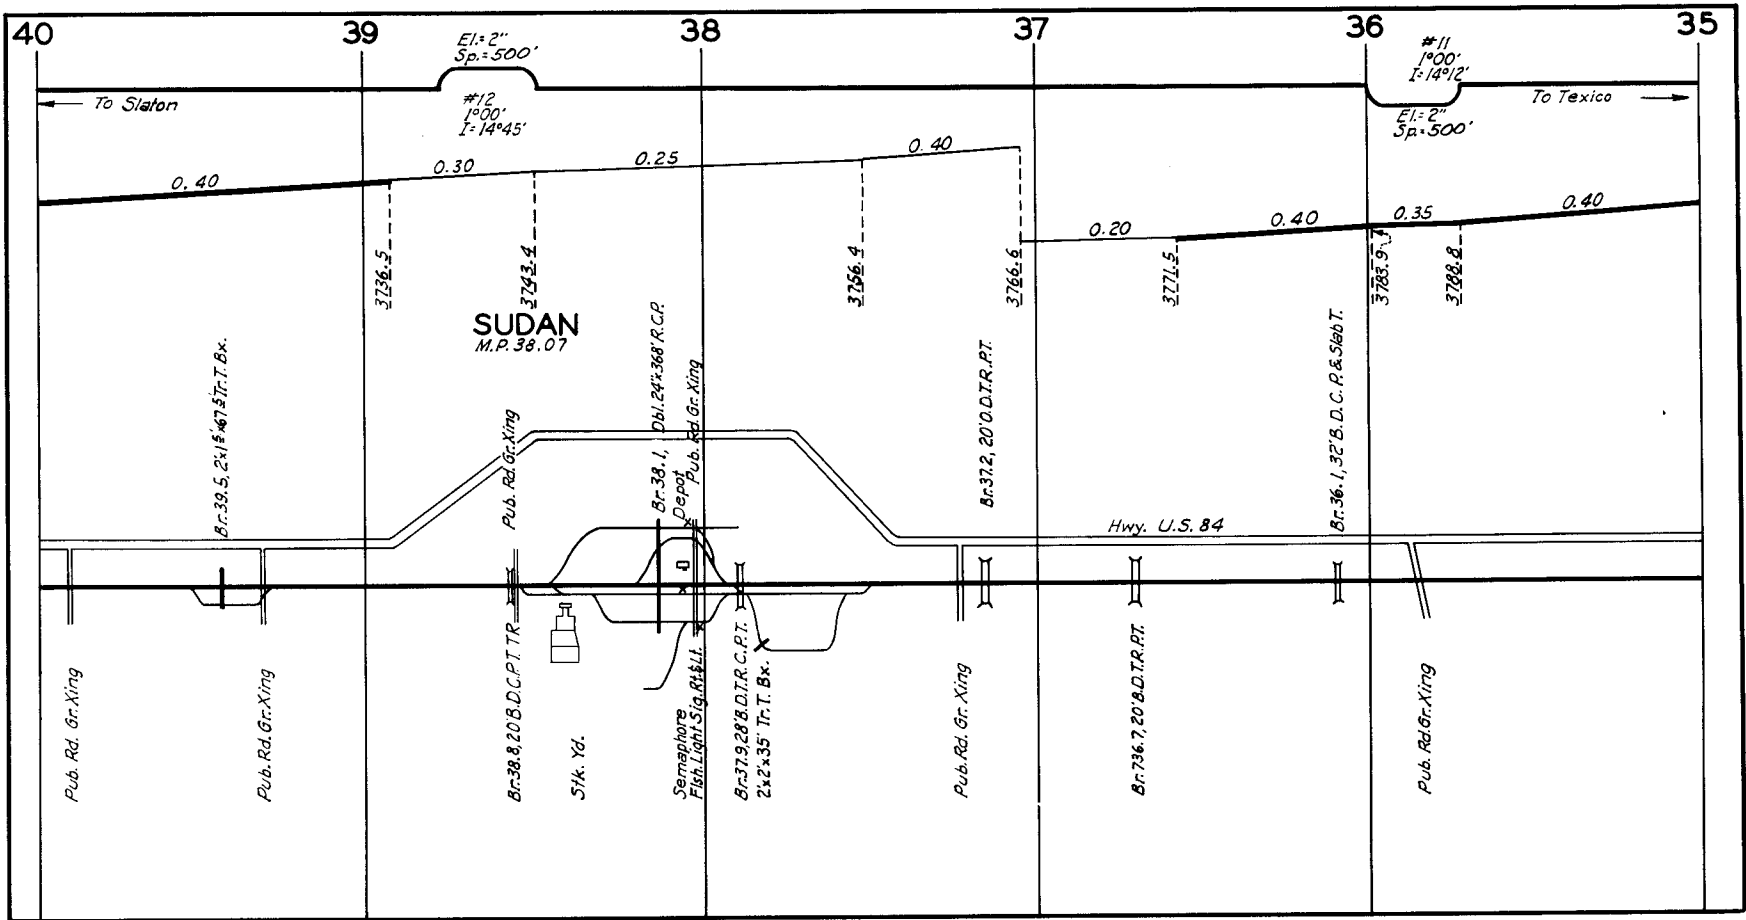 40
39
38
37
36
35
El.=2"
Sp.=500'
#12
1°00'
I=14°45'
#11
1°00'
I=14°12'
El.=2"
Sp.=500'
To Slaton
To Texico
0.40
0.30
0.25
0.40
0.20
0.40
0.35
0.40
3736.5
3743.4
3756.4
3766.6
3771.5
3783.9
3788.8
SUDAN
M.P. 38.07
Br.39.5, 2'x1⁵'x67⁵' Tr.T. Bx.
Pub. Rd. Gr. Xing
Br.38.1, Dbl. 24"x368' R.C.P.
Depot
Pub. Rd. Gr. Xing
Br.37.2, 20' O.D.T.R.P.T.
Br.36.1, 32' B.D.C.P. & Slab T.
Hwy. U.S. 84
Pub. Rd. Gr. Xing
Pub. Rd. Gr. Xing
Br.38.8, 20' B.D.C.P.T. TR.
Stk. Yd.
Semaphore
Flsh. Light Sig. Rt. & Lt.
Br.37.9, 28' B.D.T.R.C.P.T.
2'x2'x35' Tr. T. Bx.
Pub. Rd. Gr. Xing
Br.736.7, 20' B.D.T.R.P.T.
Pub. Rd. Gr. Xing